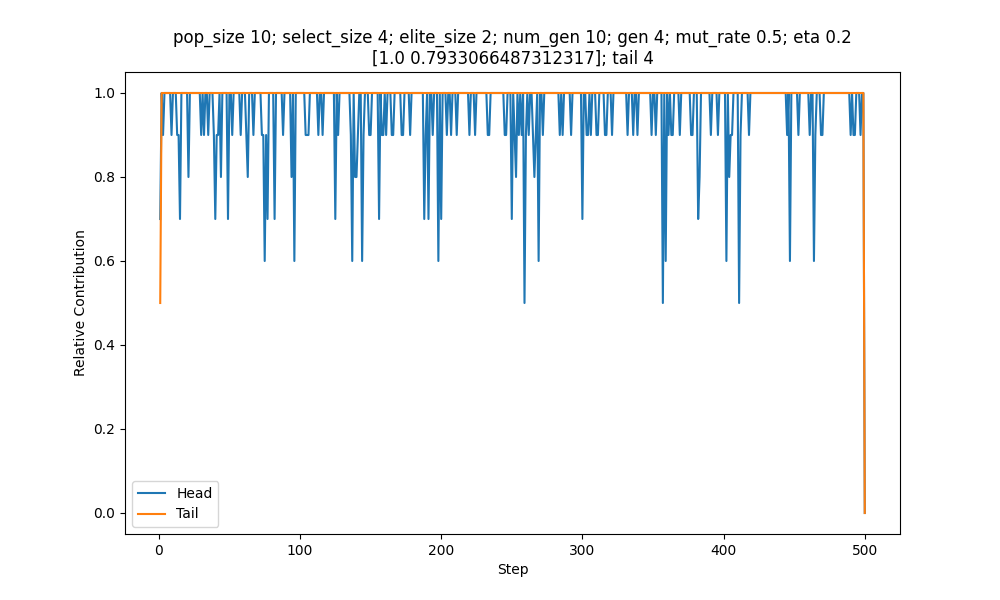 pop_size 10; select_size 4; elite_size 2; num_gen 10; gen 4; mut_rate 0.5; eta 0.2
[1.0 0.7933066487312317]; tail 4
1.0
0.8
0.6
0.4
0.2
0.0
Relative Contribution
Head
Tail
0
100
200
300
400
500
Step